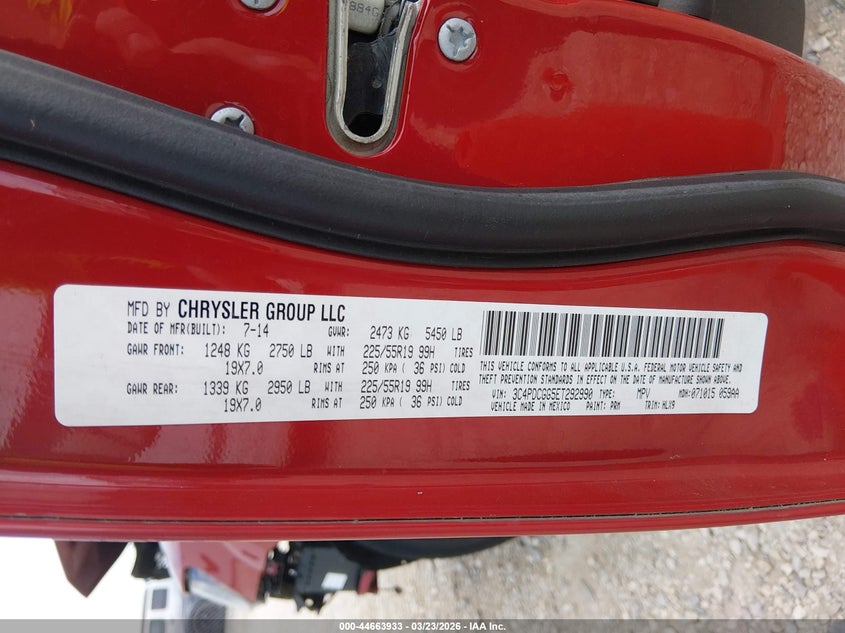 884G
MFD BY CHRYSLER GROUP LLC
DATE OF MFR(BUILT): 7-14 GVWR: 2473 KG 5450 LB
GAWR FRONT: 1248 KG 2750 LB WITH 225/55R19 99H TIRES
19X7.0 RIMS AT 250 KPA ( 36 PSI) COLD
GAWR REAR: 1339 KG 2950 LB WITH 225/55R19 99H TIRES
19X7.0 RIMS AT 250 KPA ( 36 PSI) COLD
THIS VEHICLE CONFORMS TO ALL APPLICABLE U.S.A. FEDERAL MOTOR VEHICLE SAFETY AND
THEFT PREVENTION STANDARDS IN EFFECT ON THE DATE OF MANUFACTURE SHOWN ABOVE.
VIN: 3C4PDCGG5ET292990 TYPE: MPV MDH: 071015 059AA
VEHICLE MADE IN MEXICO PAINT: PRM TRIM: HLX9
000-44663933 - 03/23/2026 - IAA Inc.